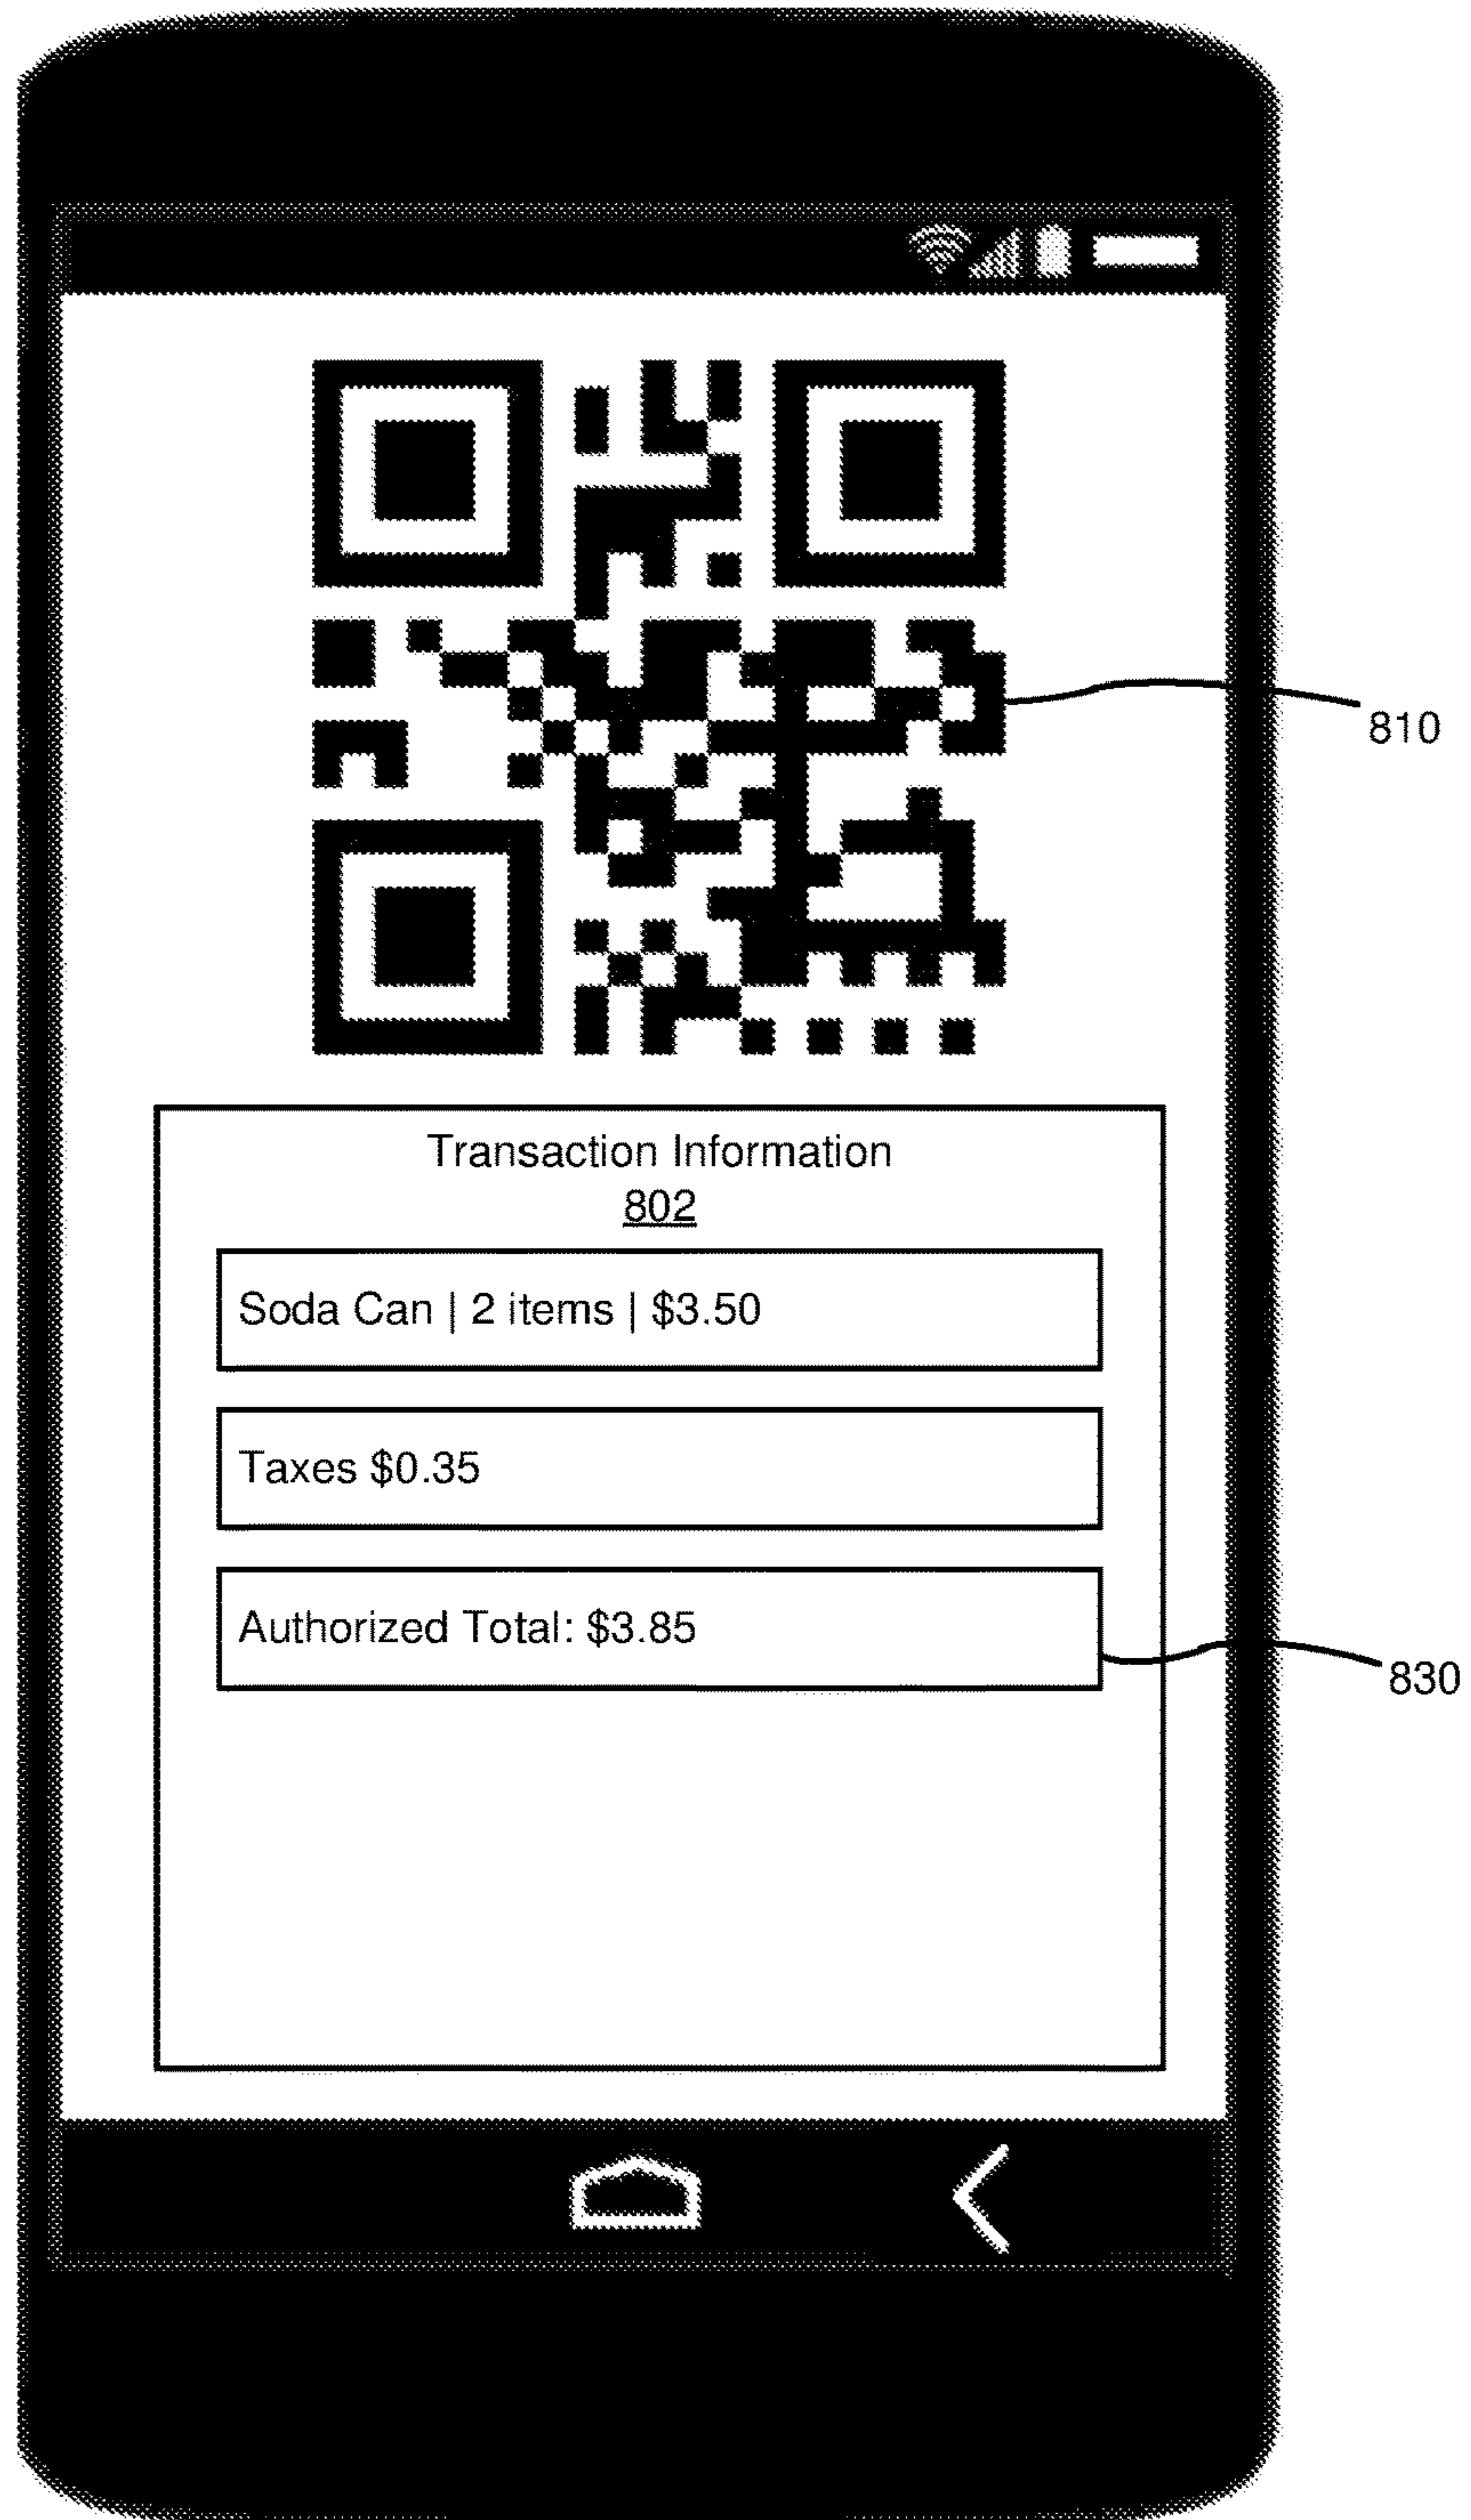 810
Transaction Information
802
Soda Can | 2 items | $3.50
Taxes $0.35
Authorized Total: $3.85
830